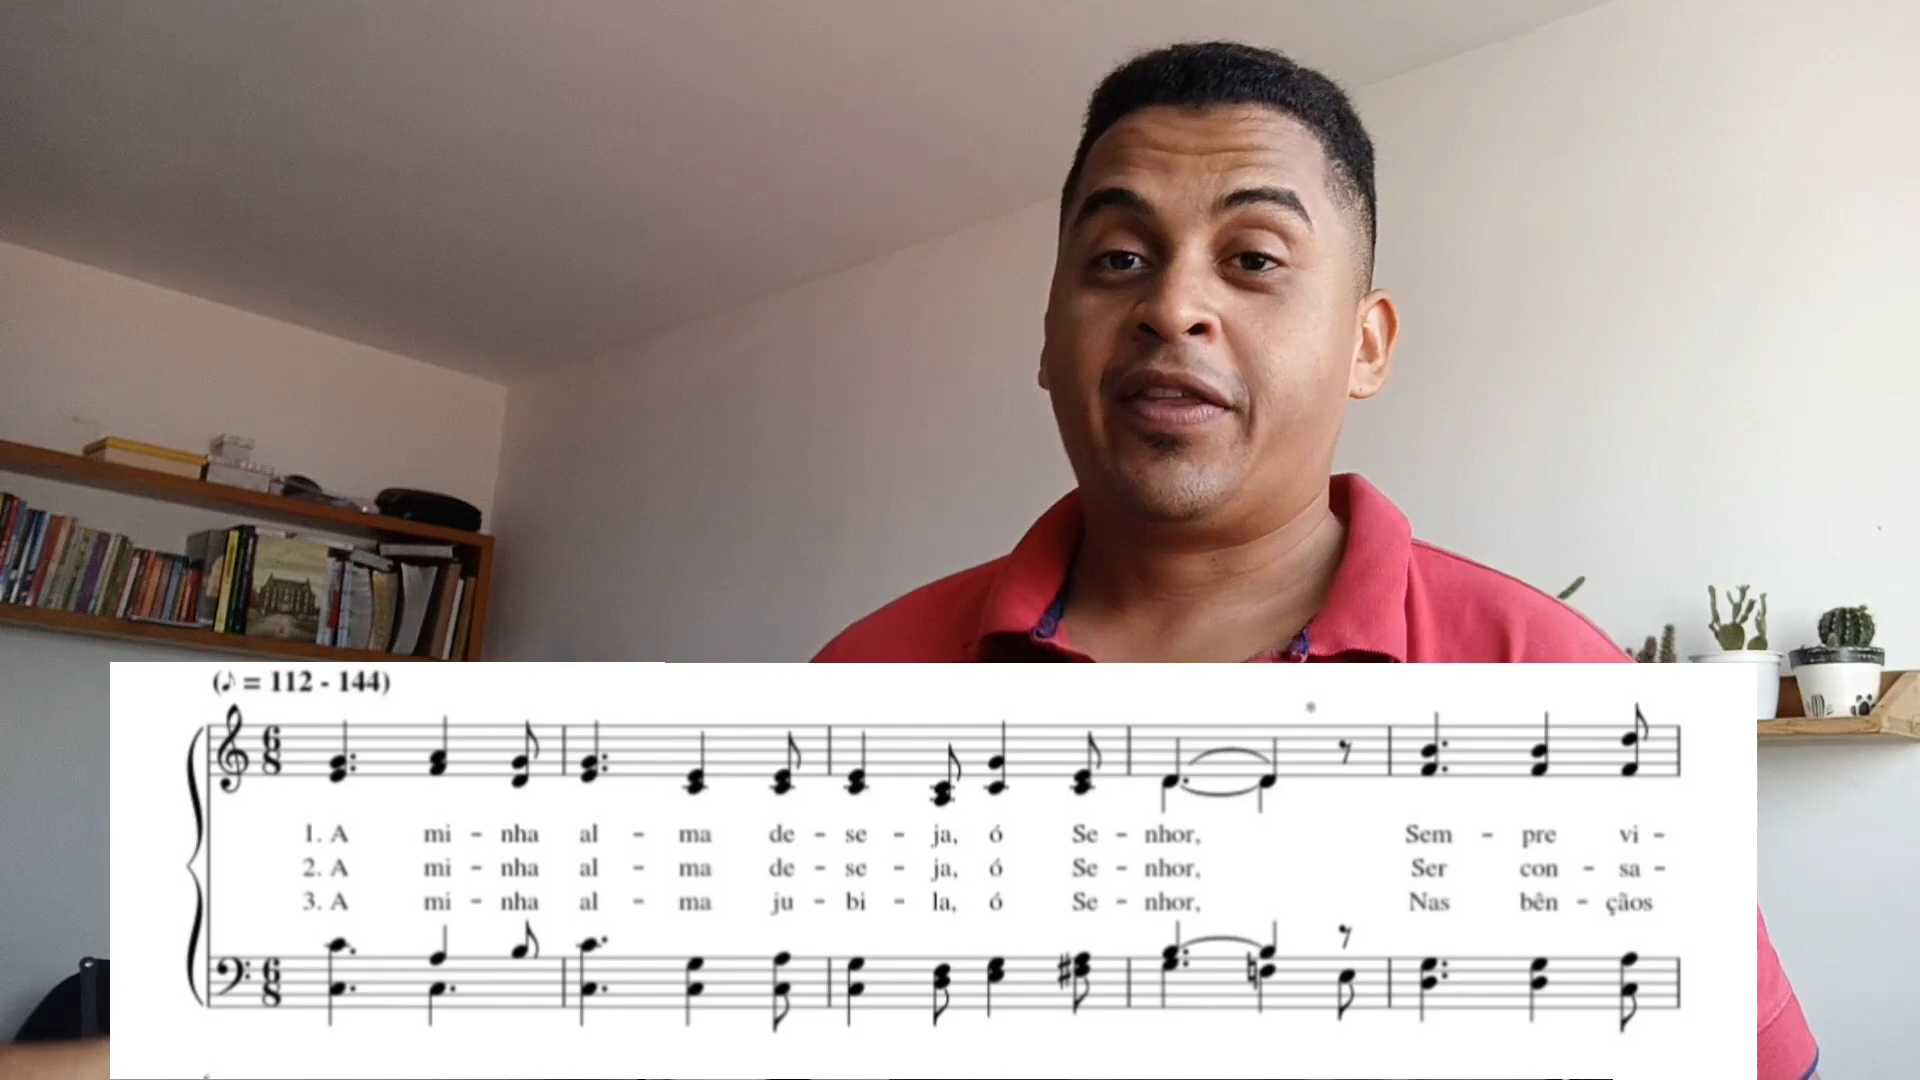 (♪ = 112 - 144)
6
8
*
1. A mi - nha al - ma de - se - ja, ó Se - nhor, Sem - pre vi -
2. A mi - nha al - ma de - se - ja, ó Se - nhor, Ser con - sa -
3. A mi - nha al - ma ju - bi - la, ó Se - nhor, Nas bên - çãos
6
8